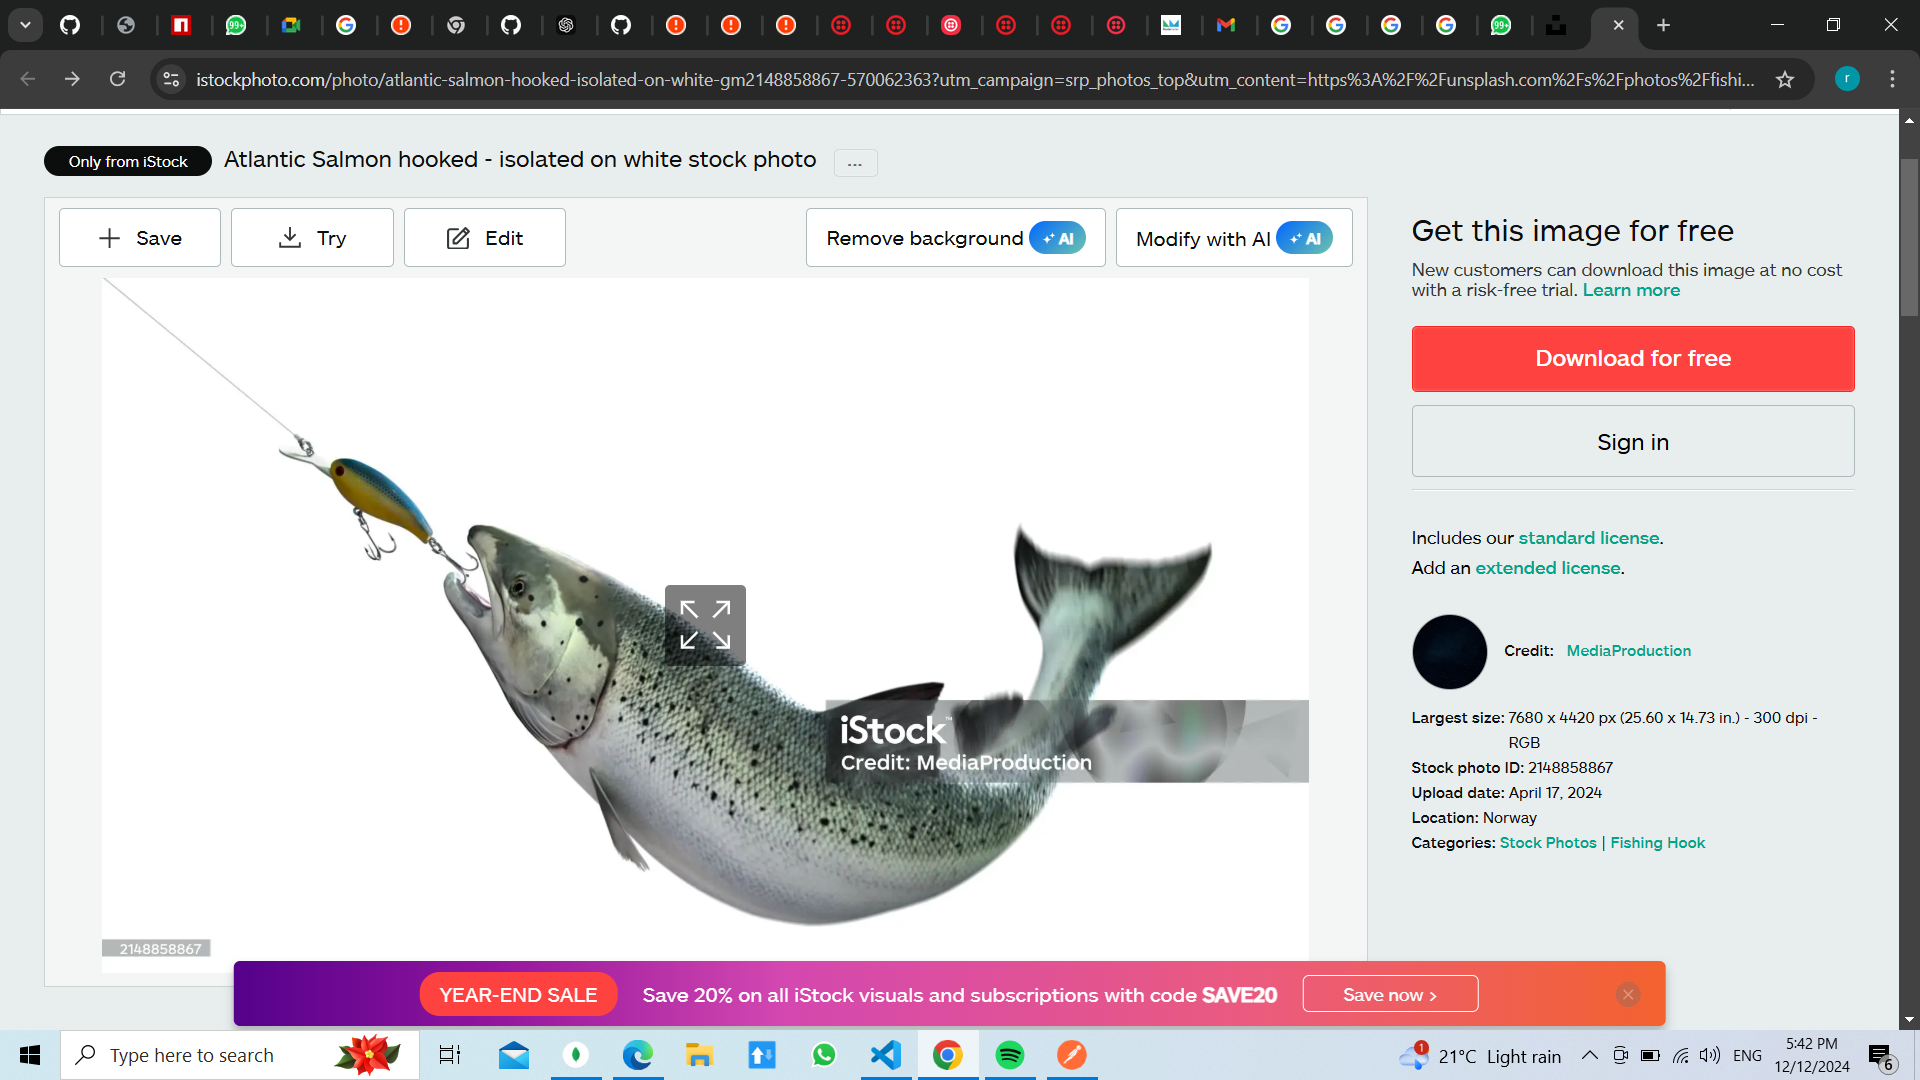 istockphoto.com/photo/atlantic-salmon-hooked-isolated-on-white-gm2148858867-570062363?utm_campaign=srp_photos_top&utm_content=https%3A%2F%2Funsplash.com%2Fs%2Fphotos%2Ffishi...
r
Only from iStock
Atlantic Salmon hooked - isolated on white stock photo
...
Save
Try
Edit
Remove background AI
Modify with AI AI
Get this image for free
New customers can download this image at no cost
with a risk-free trial. Learn more
Download for free
Sign in
Includes our standard license.
Add an extended license.
Credit: MediaProduction
Largest size: 7680 x 4420 px (25.60 x 14.73 in.) - 300 dpi -
RGB
Stock photo ID: 2148858867
Upload date: April 17, 2024
Location: Norway
Categories: Stock Photos | Fishing Hook
iStock™
Credit: MediaProduction
2148858867
YEAR-END SALE
Save 20% on all iStock visuals and subscriptions with code SAVE20
Save now ›
Type here to search
1
21°C Light rain
ENG
5:42 PM
12/12/2024
6